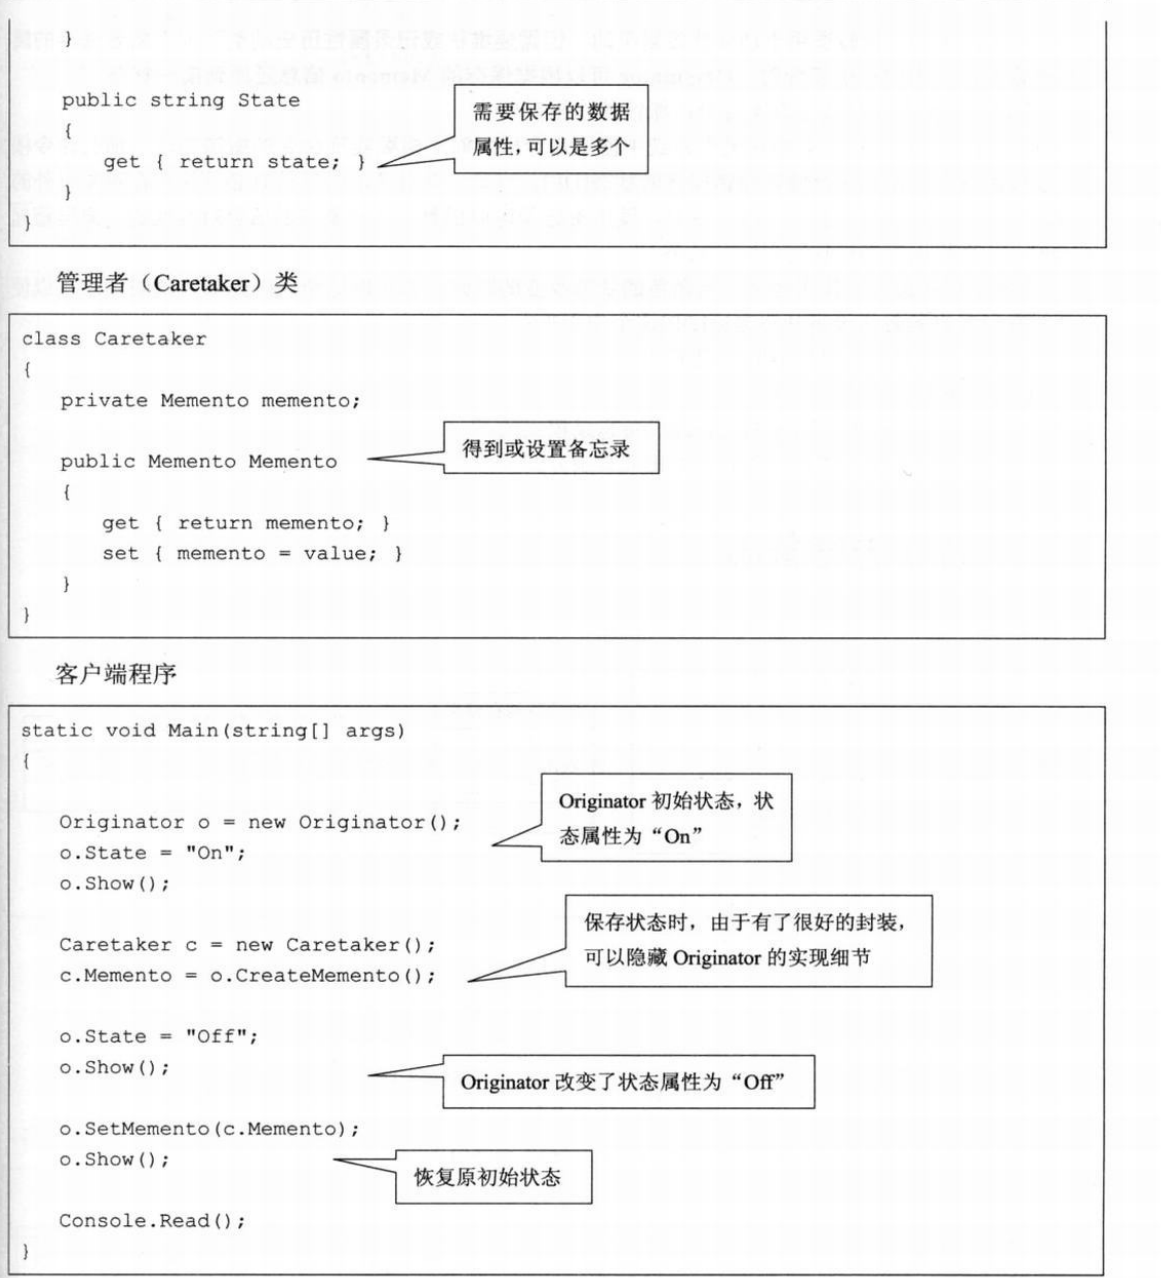 }
public string State
{
get { return state; }
}
}
需要保存的数据
属性，可以是多个
管理者（Caretaker）类
class Caretaker
{
private Memento memento;
public Memento Memento
得到或设置备忘录
{
get { return memento; }
set { memento = value; }
}
}
客户端程序
static void Main(string[] args)
{
Originator o = new Originator();
o.State = "On";
o.Show();
Originator 初始状态，状
态属性为“On”
Caretaker c = new Caretaker();
c.Memento = o.CreateMemento();
保存状态时，由于有了很好的封装，
可以隐藏 Originator 的实现细节
o.State = "Off";
o.Show();
Originator 改变了状态属性为“Off”
o.SetMemento(c.Memento);
o.Show();
恢复原初始状态
Console.Read();
}